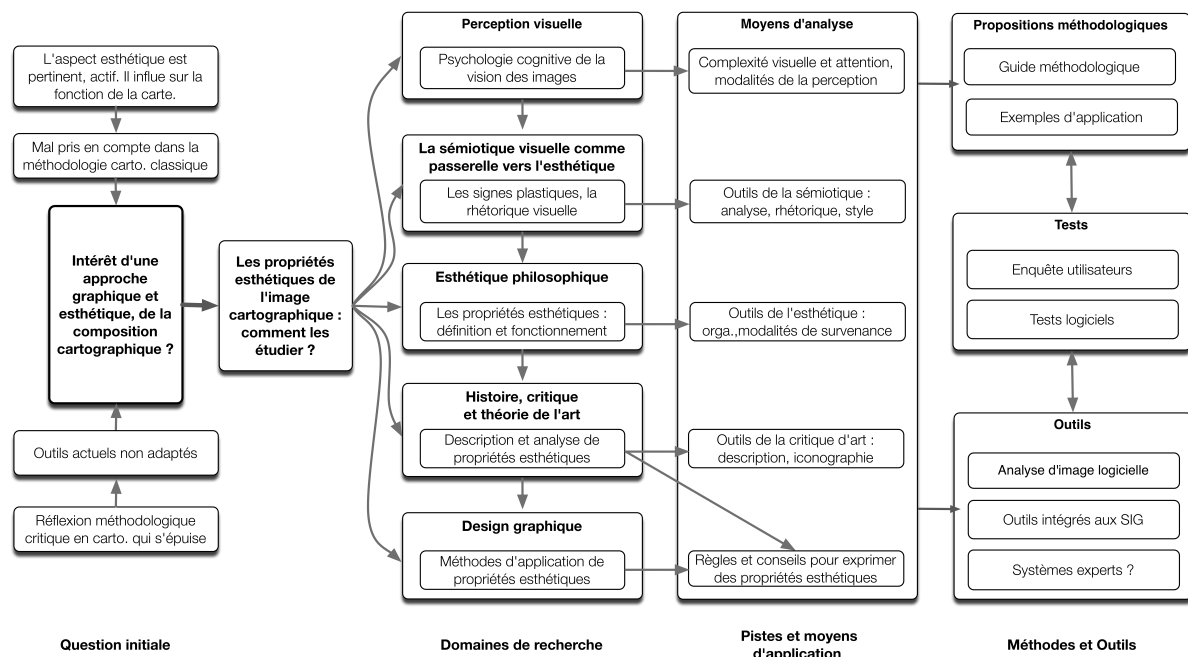 L'aspect esthétique est
pertinent, actif. Il influe sur la
fonction de la carte.
Mal pris en compte dans la
méthodologie carto. classique
Intérêt d'une
approche
graphique et
esthétique, de la
composition
cartographique ?
Outils actuels non adaptés
Réflexion méthodologique
critique en carto. qui s'épuise
Question initiale
Les propriétés
esthétiques de
l'image
cartographique :
comment les
étudier ?
Perception visuelle
Psychologie cognitive de la
vision des images
La sémiotique visuelle comme
passerelle vers l'esthétique
Les signes plastiques, la
rhétorique visuelle
Esthétique philosophique
Les propriétés esthétiques :
définition et fonctionnement
Histoire, critique
et théorie de l'art
Description et analyse de
propriétés esthétiques
Design graphique
Méthodes d'application de
propriétés esthétiques
Domaines de recherche
Moyens d'analyse
Complexité visuelle et attention,
modalités de la perception
Outils de la sémiotique :
analyse, rhétorique, style
Outils de l'esthétique :
orga.,modalités de survenance
Outils de la critique d'art :
description, iconographie
Règles et conseils pour exprimer
des propriétés esthétiques
Pistes et moyens
d'application
Propositions méthodologiques
Guide méthodologique
Exemples d'application
Tests
Enquête utilisateurs
Tests logiciels
Outils
Analyse d'image logicielle
Outils intégrés aux SIG
Systèmes experts ?
Méthodes et Outils